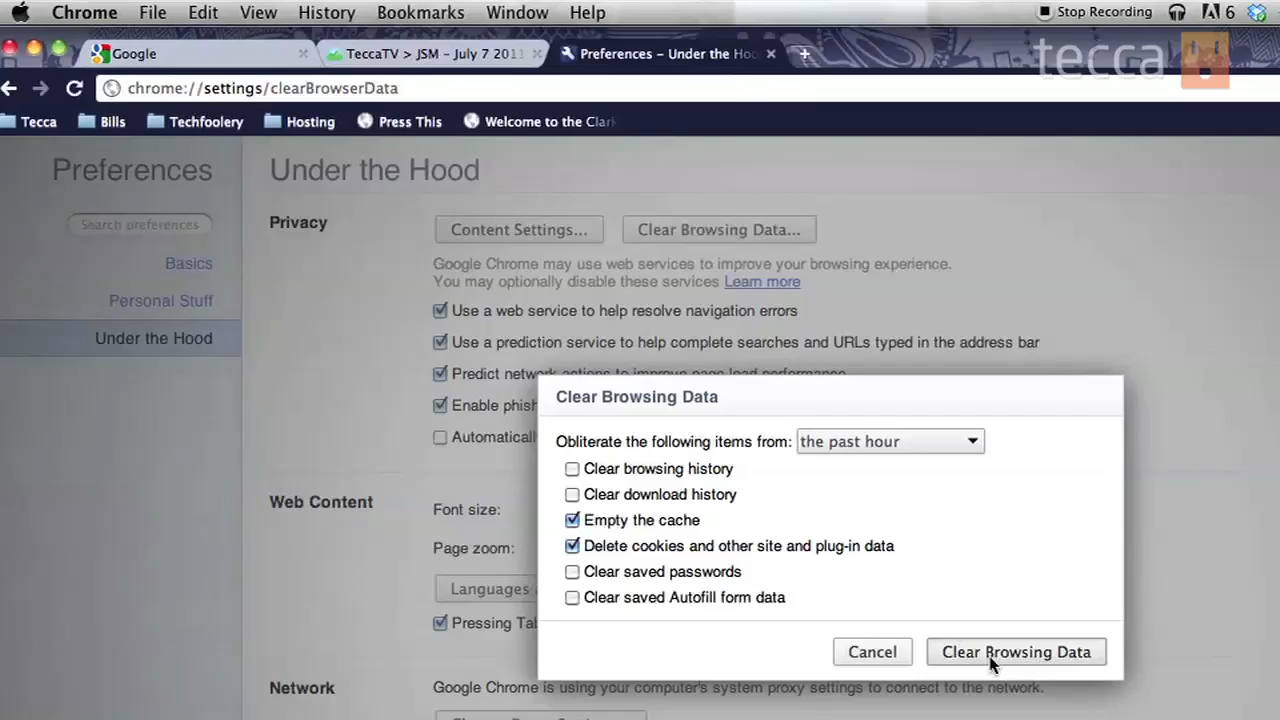 Chrome File Edit View History Bookmarks Window Help Stop Recording 6
Google TeccaTV > JSM - July 7 2011 Preferences - Under the Hoo
tecca
chrome://settings/clearBrowserData
Tecca Bills Techfoolery Hosting Press This Welcome to the Clark
Preferences
Under the Hood
Search preferences
Basics
Personal Stuff
Under the Hood
Privacy
Content Settings... Clear Browsing Data...
Google Chrome may use web services to improve your browsing experience.
You may optionally disable these services Learn more
Use a web service to help resolve navigation errors
Use a prediction service to help complete searches and URLs typed in the address bar
Predict network actions to improve page load performance
Enable phish
Automatically
Web Content
Font size:
Page zoom:
Languages
Pressing Tab
Network
Google Chrome is using your computer's system proxy settings to connect to the network.
Clear Browsing Data
Obliterate the following items from: the past hour
Clear browsing history
Clear download history
Empty the cache
Delete cookies and other site and plug-in data
Clear saved passwords
Clear saved Autofill form data
Cancel Clear Browsing Data